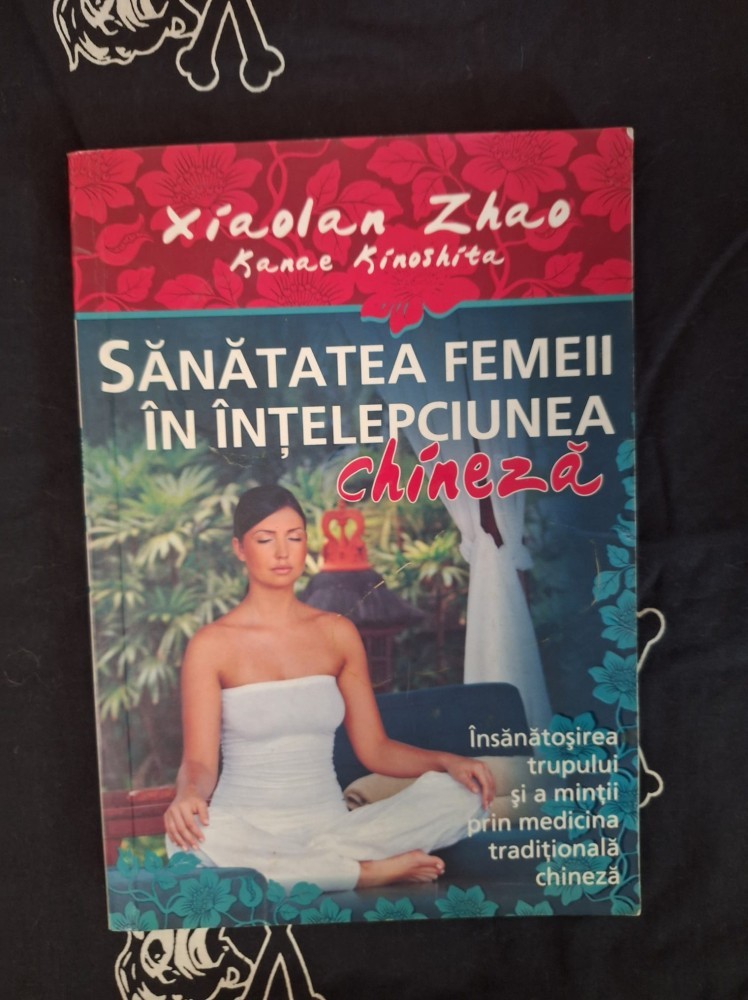 Xiaolan Zhao
Kanae Kinoshita
SĂNĂTATEA FEMEII
ÎN ÎNȚELEPCIUNEA
chineză
Însănătoșirea
trupului
și a minții
prin medicina
tradițională
chineză